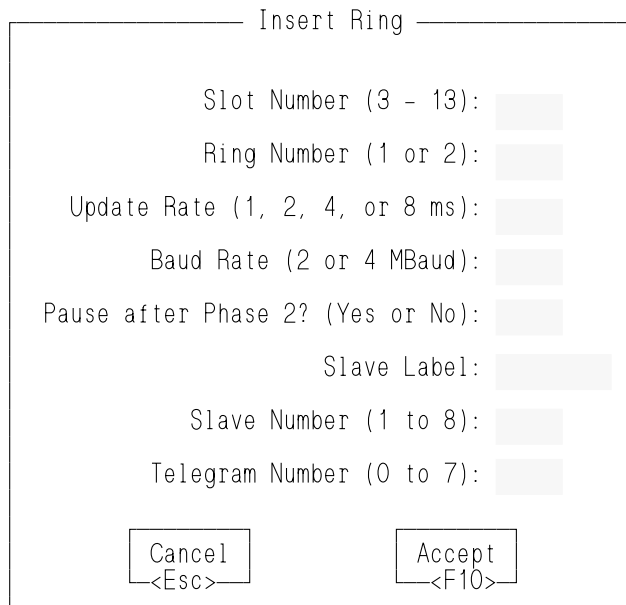 Insert Ring
Slot Number (3 - 13):
Ring Number (1 or 2):
Update Rate (1, 2, 4, or 8 ms):
Baud Rate (2 or 4 MBaud):
Pause after Phase 2? (Yes or No):
Slave Label:
Slave Number (1 to 8):
Telegram Number (0 to 7):
Cancel Accept
<Esc> <F10>